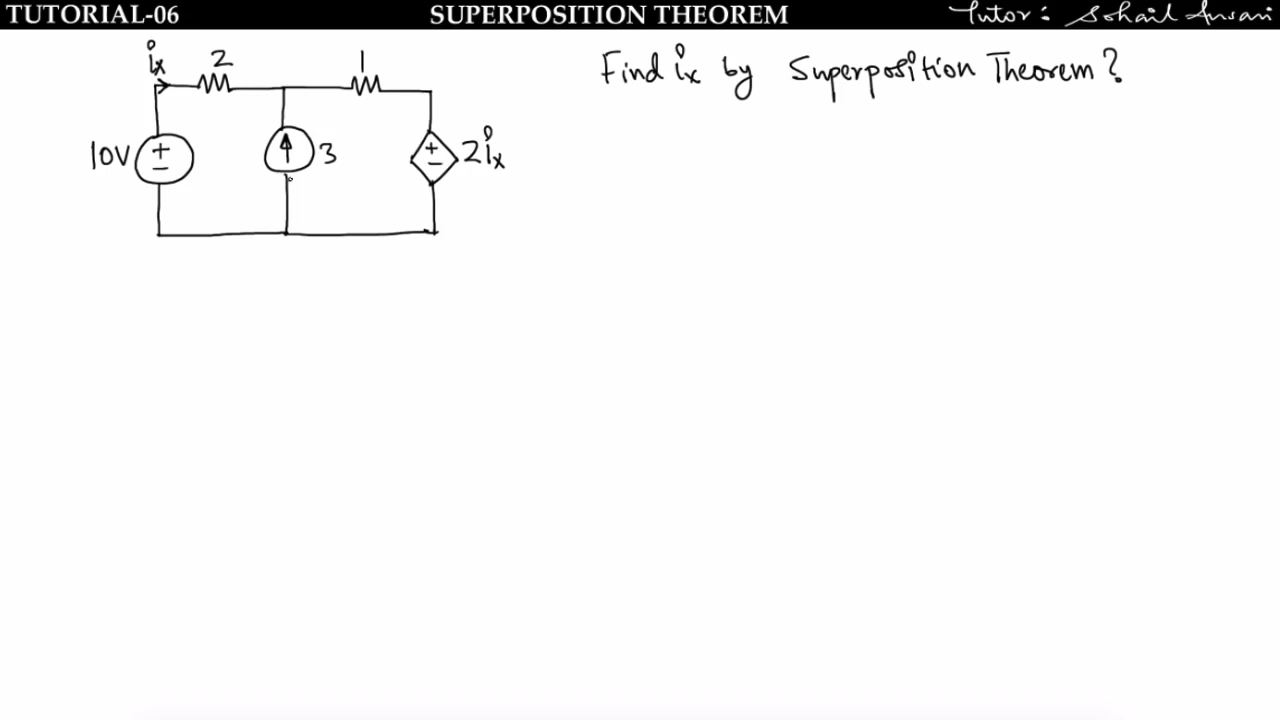 TUTORIAL-06 SUPERPOSITION THEOREM Tutor: Sohail Ansari
ix 2 1 Find ix by Superposition Theorem?
10V + - 3 + - 2ix